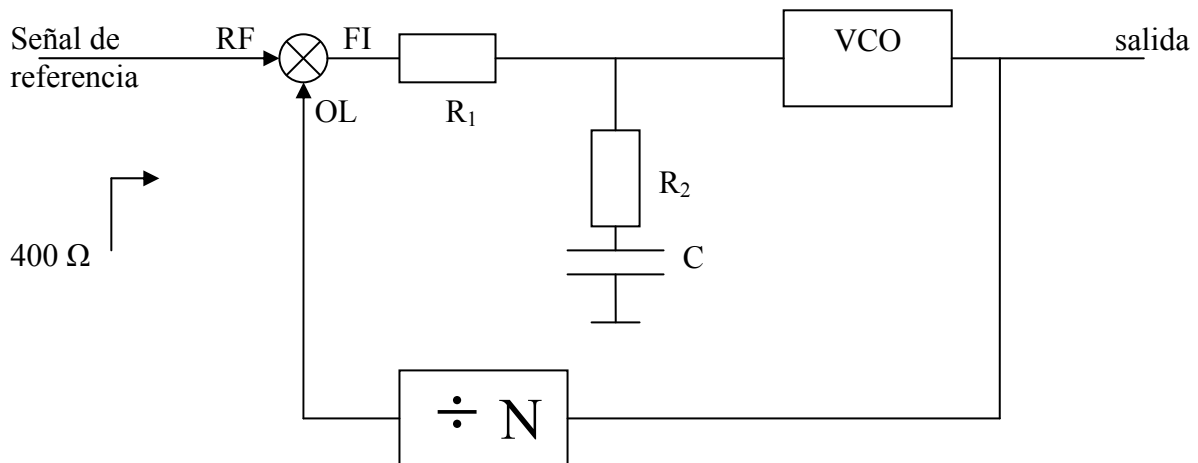 Señal de
referencia
RF
FI
OL
R₁
VCO
salida
R₂
C
400 Ω
÷ N